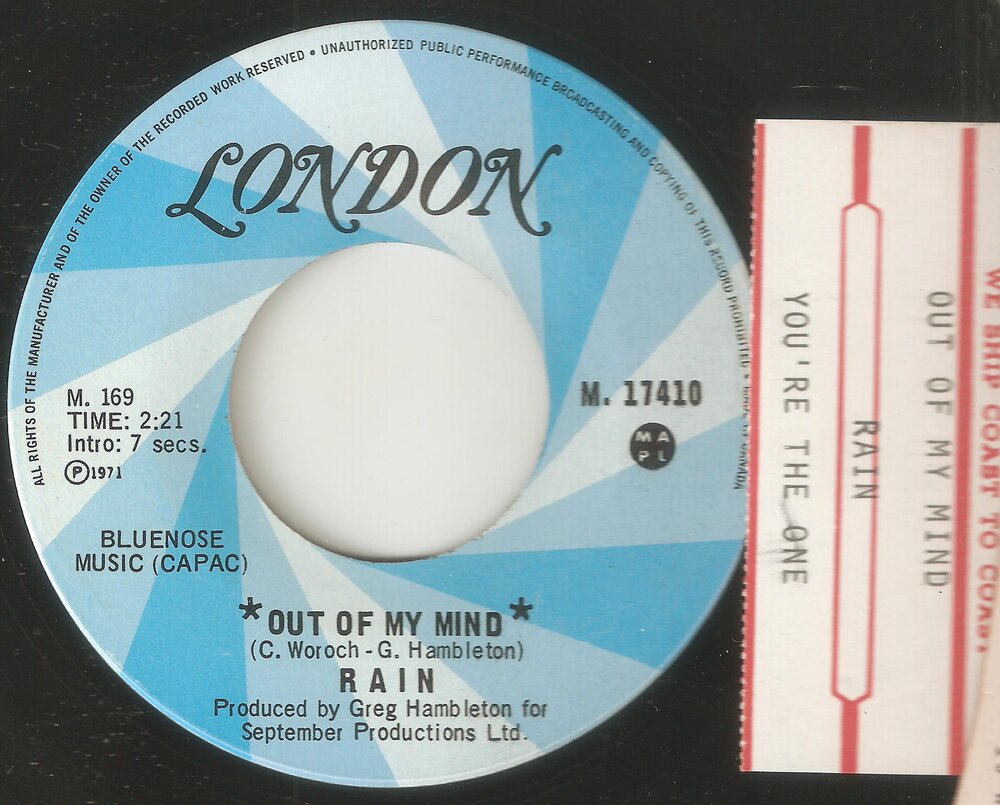 ALL RIGHTS OF THE MANUFACTURER AND OF THE OWNER OF THE RECORDED WORK RESERVED • UNAUTHORIZED PUBLIC PERFORMANCE BROADCASTING AND COPYING OF THIS RECORD PROHIBITED • MADE IN CANADA
LONDON
M. 169
TIME: 2:21
Intro: 7 secs.
Ⓟ1971
M. 17410
MA
PL
BLUENOSE
MUSIC (CAPAC)
*OUT OF MY MIND*
(C. Woroch - G. Hambleton)
RAIN
Produced by Greg Hambleton for
September Productions Ltd.
OUT OF MY MIND
RAIN
YOU'RE THE ONE
WE SHIP COAST TO COAST